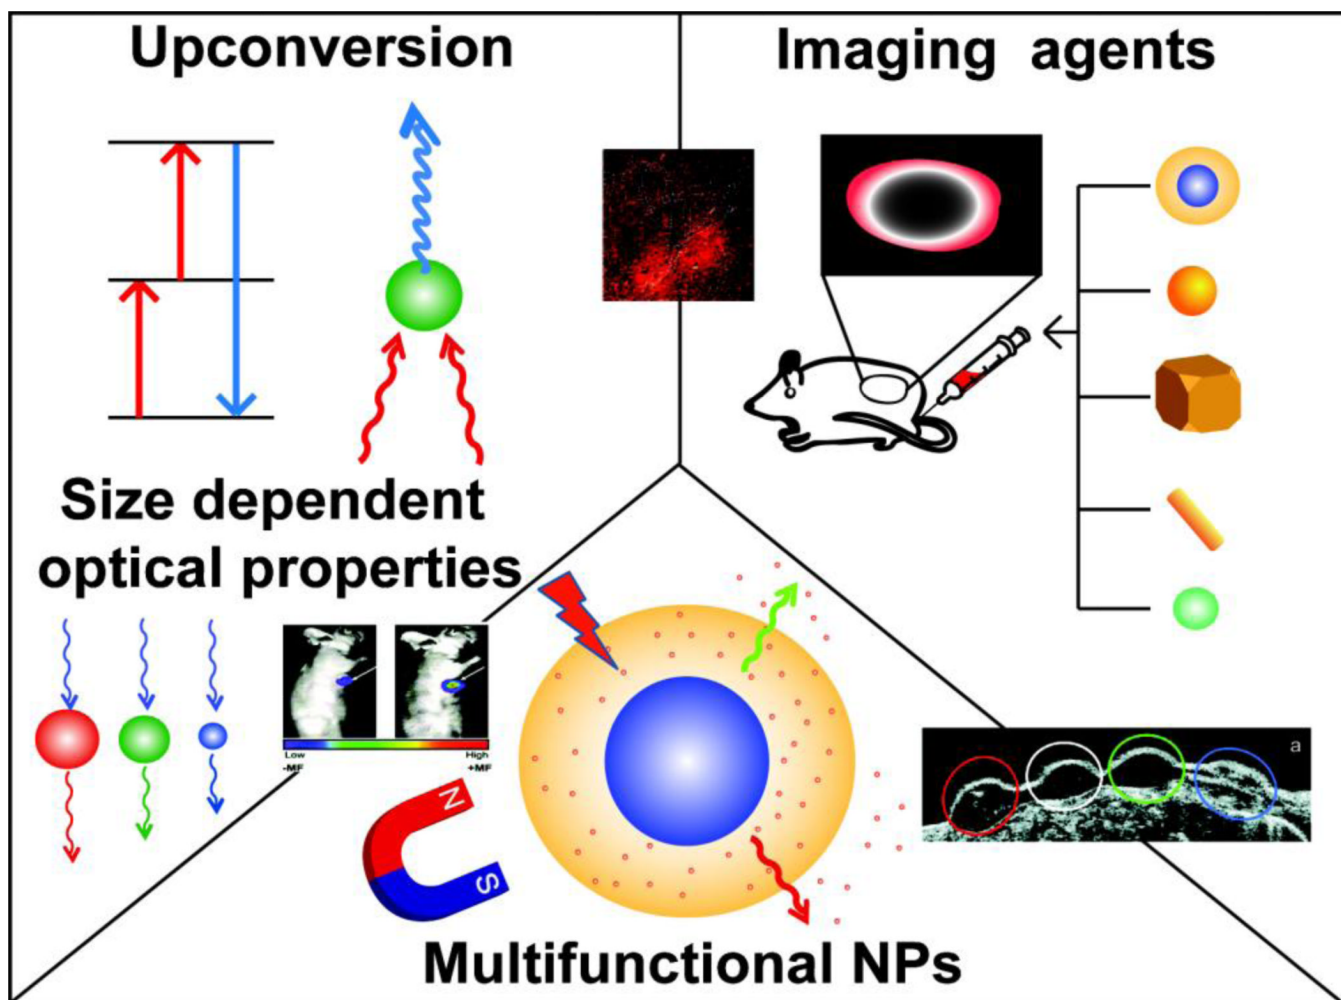 Upconversion
Imaging agents
Size dependent
optical properties
Low
High
-MF
+MF
N
S
a
Multifunctional NPs